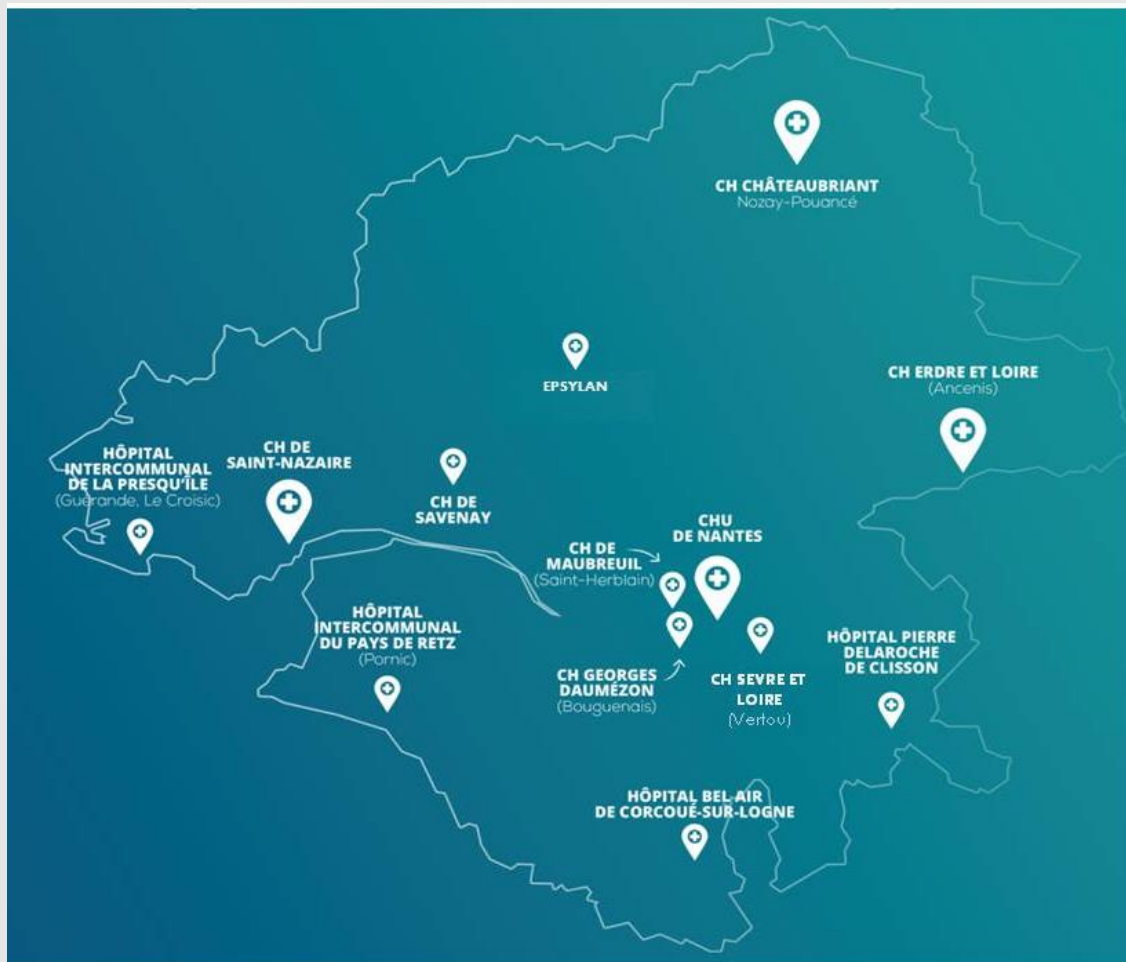 CH CHÂTEAUBRIANT
Nozay-Pouancé
EPSYLAN
CH ERDRE ET LOIRE
(Ancenis)
HÔPITAL
INTERCOMMUNAL
DE LA PRESQU'ÎLE
(Guérande, Le Croisic)
CH DE
SAINT-NAZAIRE
CH DE
SAVENAY
CHU
DE NANTES
CH DE
MAUBREUIL
(Saint-Herblain)
HÔPITAL
INTERCOMMUNAL
DU PAYS DE RETZ
(Pornic)
CH GEORGES
DAUMÉZON
(Bouguenais)
CH SEVRE ET
LOIRE
(Vertou)
HÔPITAL PIERRE
DELAROCHE
DE CLISSON
HÔPITAL BEL AIR
DE CORCOUÉ-SUR-LOGNE